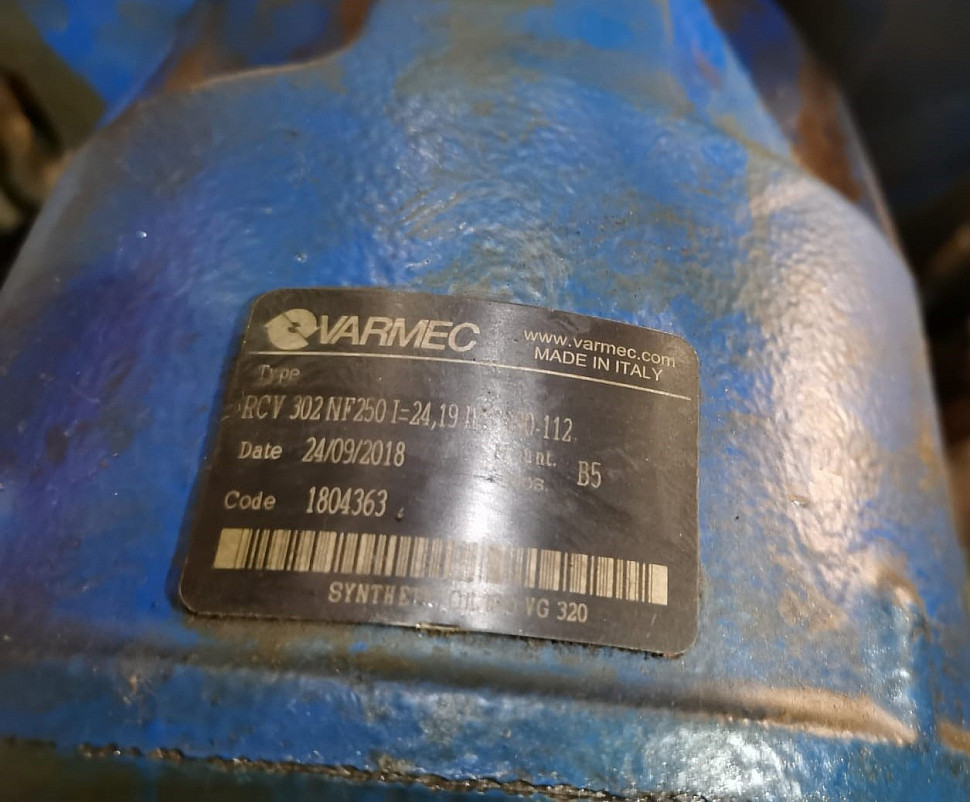 VARMEC
www.varmec.com
MADE IN ITALY
Type
RCV 302 NF250 I=24,19
Date 24/09/2018
B5
Code 1804363
VG 320